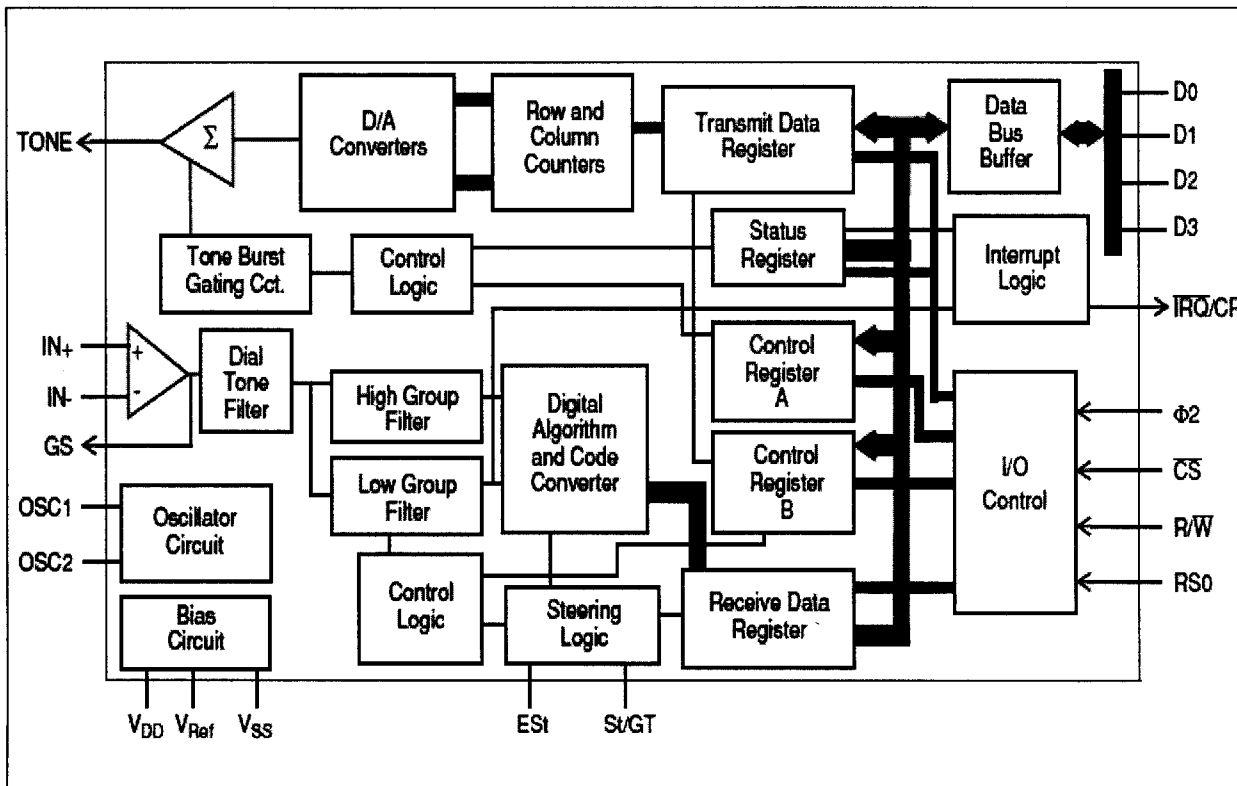 TONE
Σ
D/A
Converters
Row and
Column
Counters
Transmit Data
Register
Data
Bus
Buffer
D0
D1
D2
D3
Tone Burst
Gating Cct.
Control
Logic
Status
Register
Interrupt
Logic
I̅R̅Q̅/CP
IN+
+
IN-
-
GS
Dial
Tone
Filter
High Group
Filter
Low Group
Filter
Digital
Algorithm
and Code
Converter
Control
Register
A
Control
Register
B
I/O
Control
Φ2
C̅S̅
R/W̅
RS0
OSC1
OSC2
Oscillator
Circuit
Bias
Circuit
Control
Logic
Steering
Logic
Receive Data
Register
VDD
VRef
VSS
ESt
St/GT